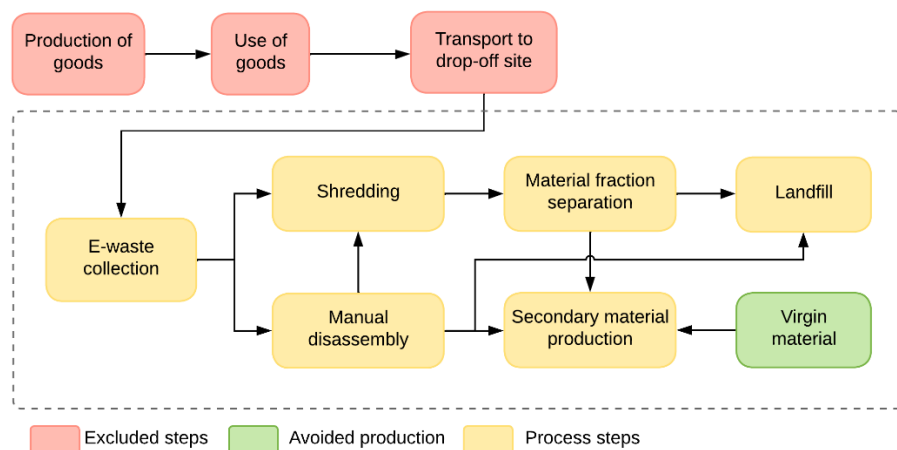 Production of
goods
Use of
goods
Transport to
drop-off site
Shredding
Material fraction
separation
Landfill
E-waste
collection
Manual
disassembly
Secondary material
production
Virgin
material
Excluded steps
Avoided production
Process steps